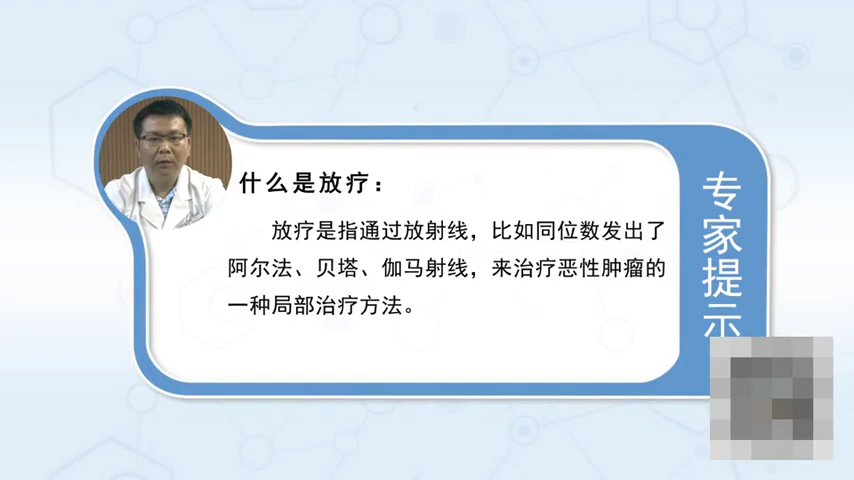 什么是放疗：
放疗是指通过放射线，比如同位数发出了
阿尔法、贝塔、伽马射线，来治疗恶性肿瘤的
一种局部治疗方法。
专家提示